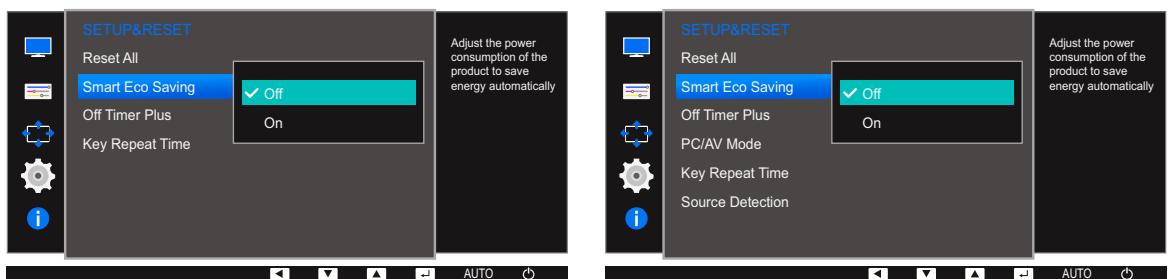 SETUP&RESET
Reset All
Smart Eco Saving
Off Timer Plus
Key Repeat Time
Off
On
Adjust the power
consumption of the
product to save
energy automatically
AUTO
SETUP&RESET
Reset All
Smart Eco Saving
Off Timer Plus
PC/AV Mode
Key Repeat Time
Source Detection
Off
On
Adjust the power
consumption of the
product to save
energy automatically
AUTO